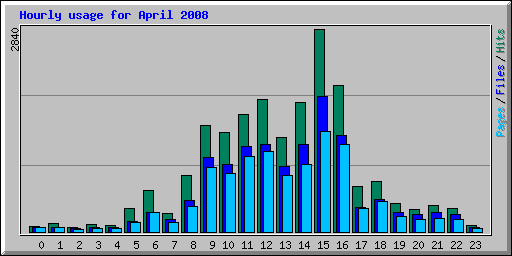 Hourly usage for April 2008
2840
Pages / Files / Hits
0 1 2 3 4 5 6 7 8 9 10 11 12 13 14 15 16 17 18 19 20 21 22 23